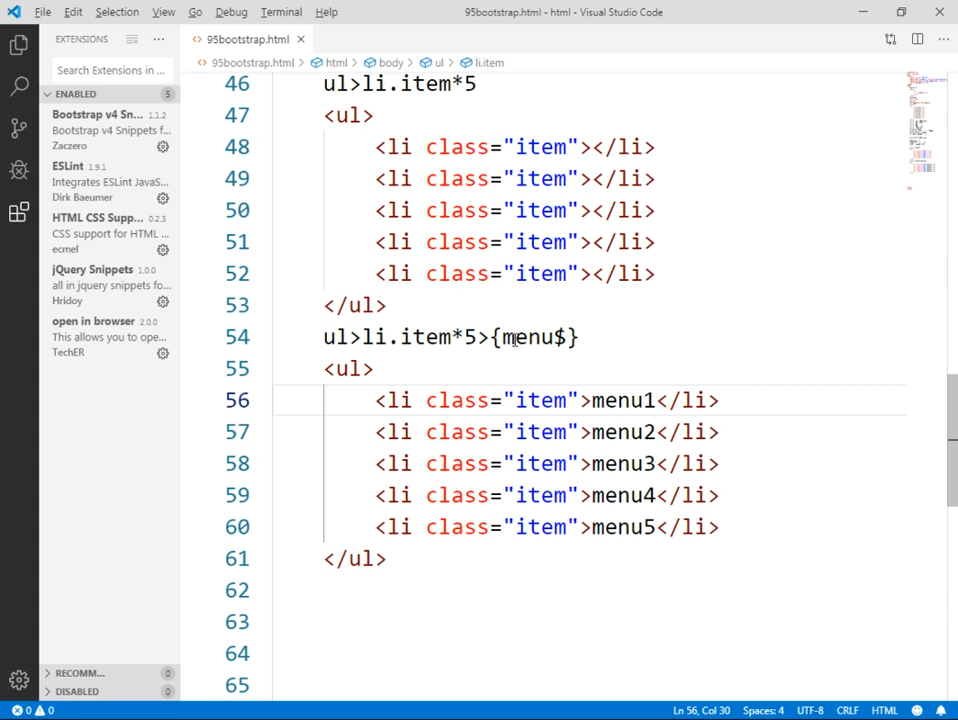 File Edit Selection View Go Debug Terminal Help
95bootstrap.html - html - Visual Studio Code
EXTENSIONS
95bootstrap.html
Search Extensions in ...
95bootstrap.html html body ul li.item
ENABLED 5
Bootstrap v4 Sn... 1.1.2
Bootstrap v4 Snippets f...
Zaczero
ESLint 1.9.1
Integrates ESLint JavaS...
Dirk Baeumer
HTML CSS Supp... 0.2.3
CSS support for HTML ...
ecmel
jQuery Snippets 1.0.0
all in jquery snippets fo...
Hridoy
open in browser 2.0.0
This allows you to ope...
TechER
RECOMM... 0
DISABLED 0
46 ul>li.item*5
47 <ul>
48 <li class="item"></li>
49 <li class="item"></li>
50 <li class="item"></li>
51 <li class="item"></li>
52 <li class="item"></li>
53 </ul>
54 ul>li.item*5>{menu$}
55 <ul>
56 <li class="item">menu1</li>
57 <li class="item">menu2</li>
58 <li class="item">menu3</li>
59 <li class="item">menu4</li>
60 <li class="item">menu5</li>
61 </ul>
62
63
64
65
0 0
Ln 56, Col 30 Spaces: 4 UTF-8 CRLF HTML